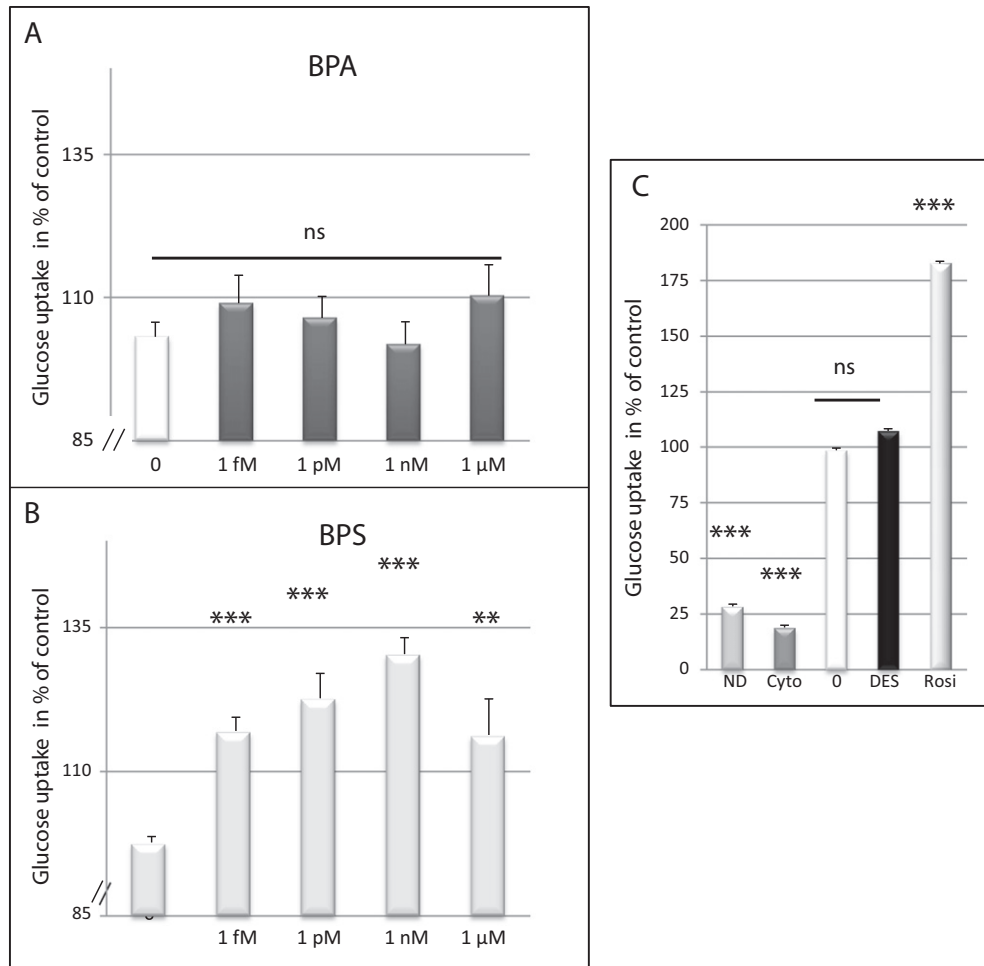 A
BPA
Glucose uptake in % of control
135
ns
110
85 //
0 1 fM 1 pM 1 nM 1 µM
B
BPS
Glucose uptake in % of control
***
***
135
*** **
110
//
85
1 fM 1 pM 1 nM 1 µM
C
Glucose uptake in % of control
***
200
175
150
125
ns
100
75
***
50
***
25
0
ND Cyto 0 DES Rosi